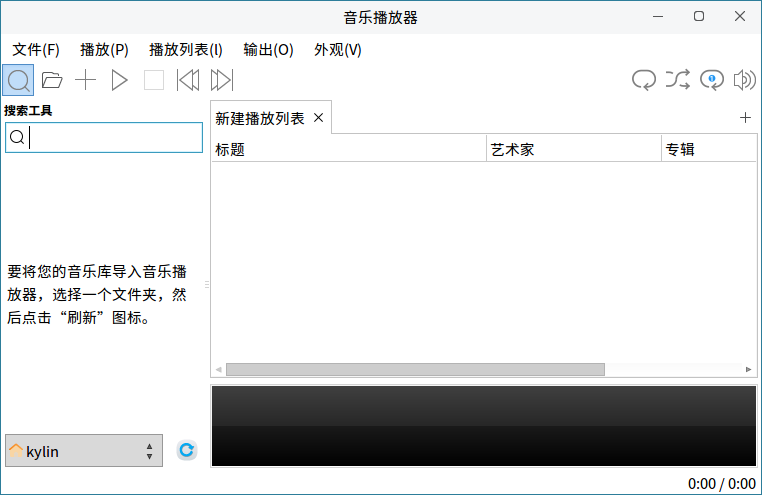 音乐播放器
文件(F) 播放(P) 播放列表(l) 输出(O) 外观(V)
搜索工具
新建播放列表
标题 艺术家 专辑
要将您的音乐库导入音乐播
放器，选择一个文件夹，然
后点击“刷新”图标。
kylin
0:00 / 0:00